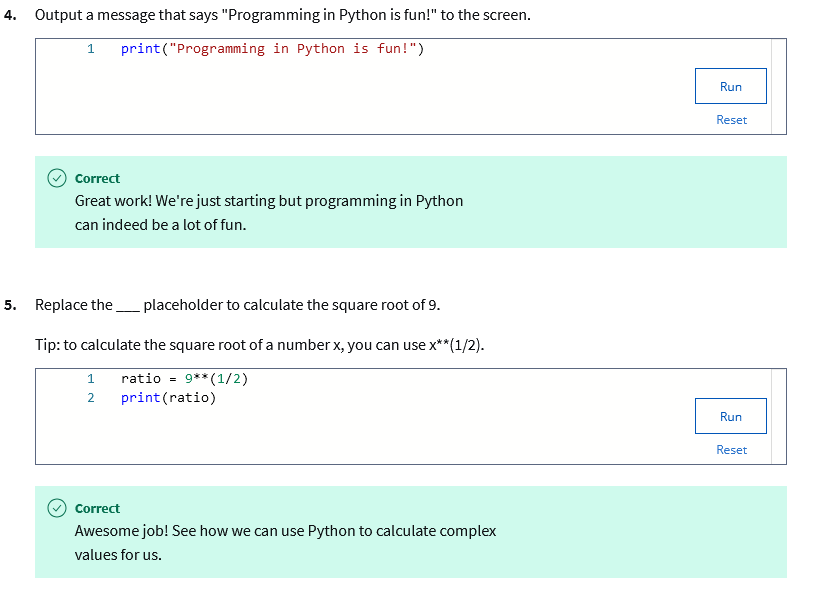 4. Output a message that says "Programming in Python is fun!" to the screen.
1 print("Programming in Python is fun!")
Run
Reset
Correct
Great work! We're just starting but programming in Python
can indeed be a lot of fun.
5. Replace the ___ placeholder to calculate the square root of 9.
Tip: to calculate the square root of a number x, you can use x**(1/2).
1 ratio = 9**(1/2)
2 print(ratio)
Run
Reset
Correct
Awesome job! See how we can use Python to calculate complex
values for us.